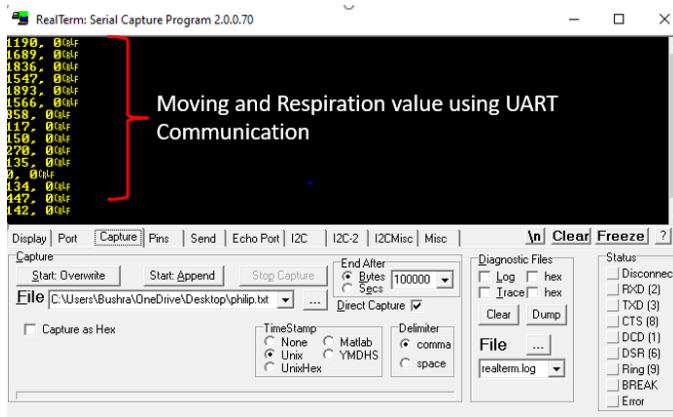 RealTerm: Serial Capture Program 2.0.0.70
1190, 0CRLF
1689, 0CRLF
1836, 0CRLF
1547, 0CRLF
1893, 0CRLF
1566, 0CRLF
858, 0CRLF
117, 0CRLF
150, 0CRLF
270, 0CRLF
135, 0CRLF
0, 0CRLF
134, 0CRLF
447, 0CRLF
142, 0CRLF
Moving and Respiration value using UART
Communication
Display Port Capture Pins Send Echo Port I2C I2C-2 I2CMisc Misc \n Clear Freeze ?
Capture
Start: Overwrite Start: Append Stop Capture
End After
Bytes
Secs
100000
File C:\Users\Bushra\OneDrive\Desktop\philip.txt ... Direct Capture
Capture as Hex
TimeStamp
None Matlab
Unix YMDHS
UnixHex
Delimiter
comma
space
Diagnostic Files
Log hex
Trace hex
Clear Dump
File ...
realterm.log
Status
Disconnec
RXD (2)
TXD (3)
CTS (8)
DCD (1)
DSR (6)
Ring (9)
BREAK
Error